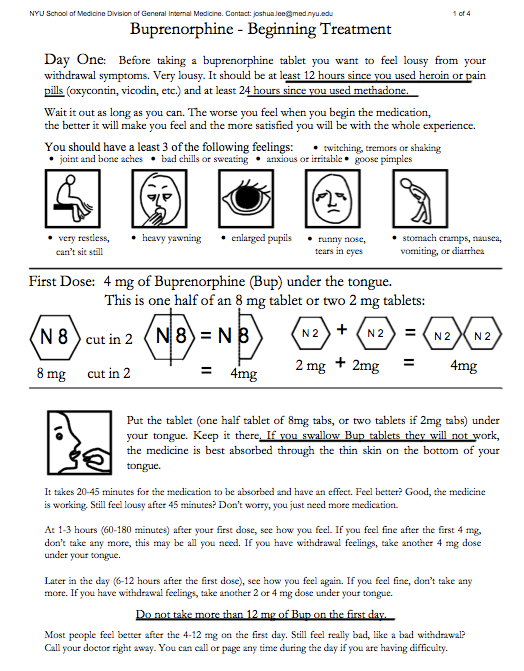 NYU School of Medicine Division of General Internal Medicine. Contact: joshua.lee@med.nyu.edu 1 of 4
Buprenorphine - Beginning Treatment
Day One: Before taking a buprenorphine tablet you want to feel lousy from your
withdrawal symptoms. Very lousy. It should be at least 12 hours since you used heroin or pain
pills (oxycontin, vicodin, etc.) and at least 24 hours since you used methadone.
Wait it out as long as you can. The worse you feel when you begin the medication,
the better it will make you feel and the more satisfied you will be with the whole experience.
You should have a least 3 of the following feelings: • twitching, tremors or shaking
• joint and bone aches • bad chills or sweating • anxious or irritable • goose pimples
• very restless, can't sit still
• heavy yawning
• enlarged pupils
• runny nose, tears in eyes
• stomach cramps, nausea, vomiting, or diarrhea
First Dose: 4 mg of Buprenorphine (Bup) under the tongue.
This is one half of an 8 mg tablet or two 2 mg tablets:
N 8 cut in 2 N 8 = N 8 N 2 + N 2 = N 2 N 2
8 mg cut in 2 = 4mg 2 mg + 2mg = 4mg
Put the tablet (one half tablet of 8mg tabs, or two tablets if 2mg tabs) under
your tongue. Keep it there. If you swallow Bup tablets they will not work,
the medicine is best absorbed through the thin skin on the bottom of your
tongue.
It takes 20-45 minutes for the medication to be absorbed and have an effect. Feel better? Good, the medicine
is working. Still feel lousy after 45 minutes? Don't worry, you just need more medication.
At 1-3 hours (60-180 minutes) after your first dose, see how you feel. If you feel fine after the first 4 mg,
don't take any more, this may be all you need. If you have withdrawal feelings, take another 4 mg dose
under your tongue.
Later in the day (6-12 hours after the first dose), see how you feel again. If you feel fine, don't take any
more. If you have withdrawal feelings, take another 2 or 4 mg dose under your tongue.
Do not take more than 12 mg of Bup on the first day.
Most people feel better after the 4-12 mg on the first day. Still feel really bad, like a bad withdrawal?
Call your doctor right away. You can call or page any time during the day if you are having difficulty.